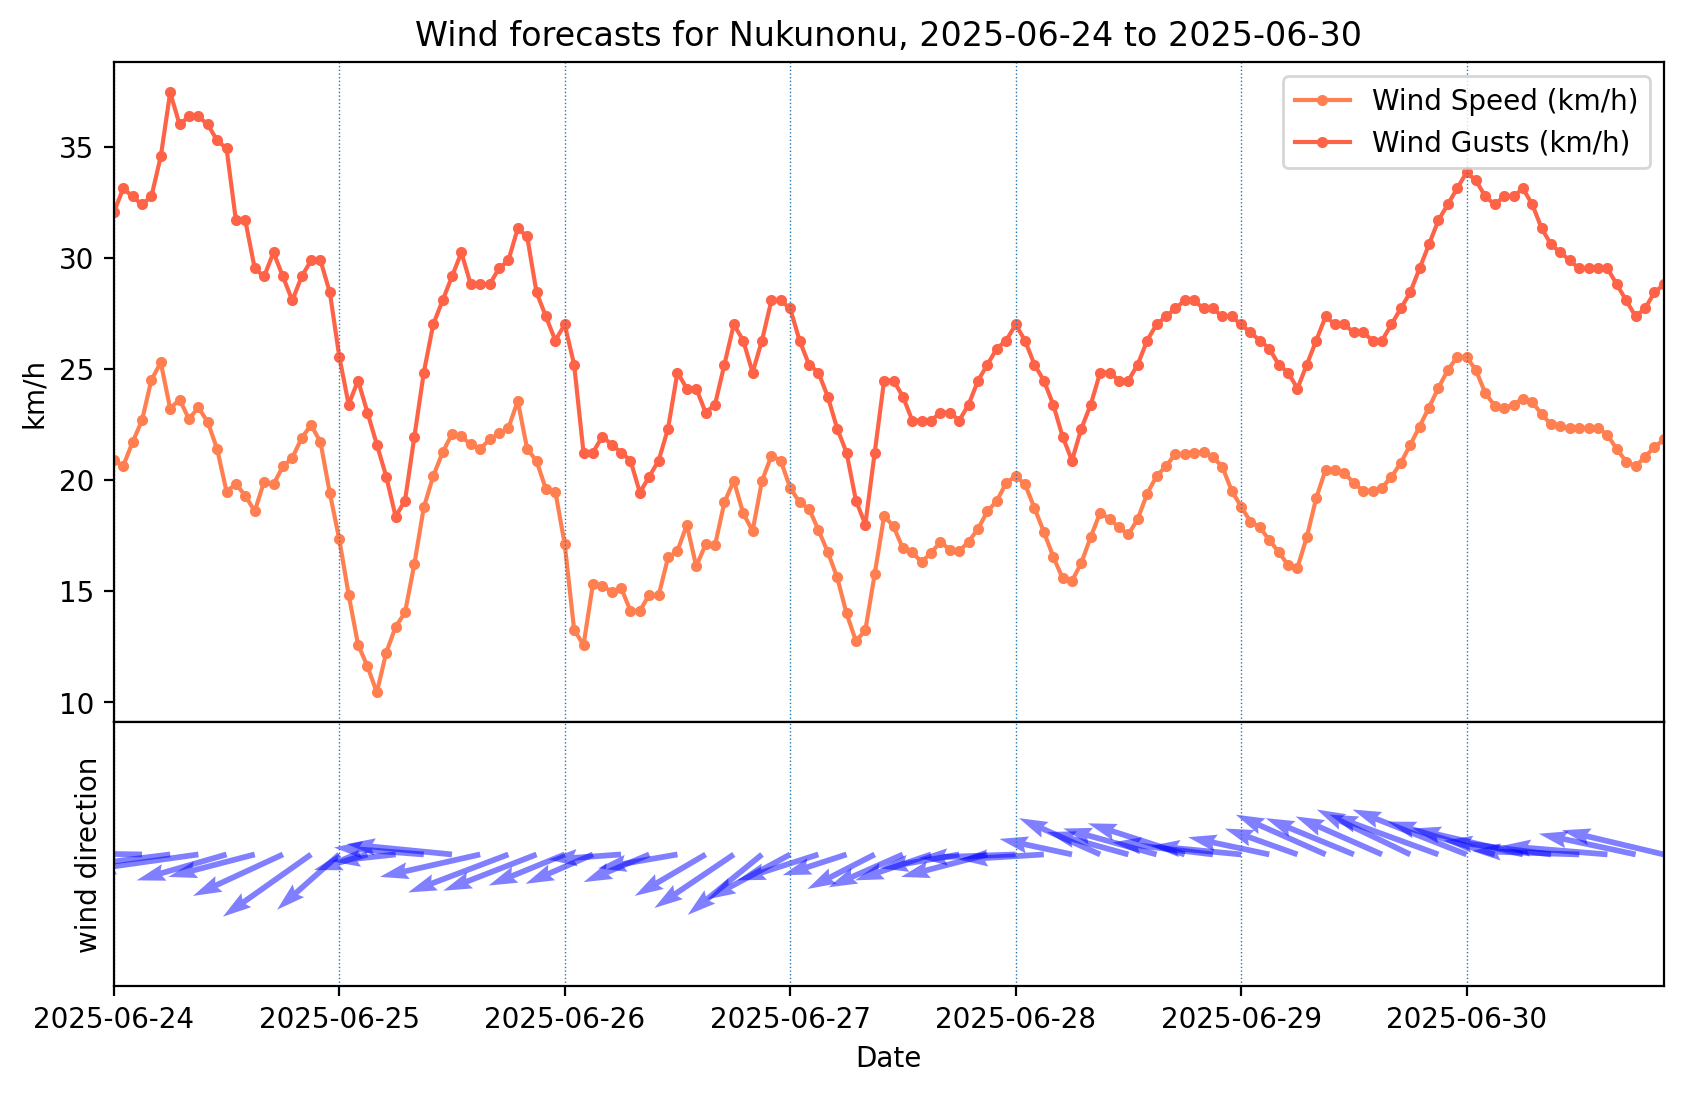 Wind forecasts for Nukunonu, 2025-06-24 to 2025-06-30
Wind Speed (km/h)
Wind Gusts (km/h)
35
30
25
20
15
10
km/h
wind direction
2025-06-24 2025-06-25 2025-06-26 2025-06-27 2025-06-28 2025-06-29 2025-06-30
Date